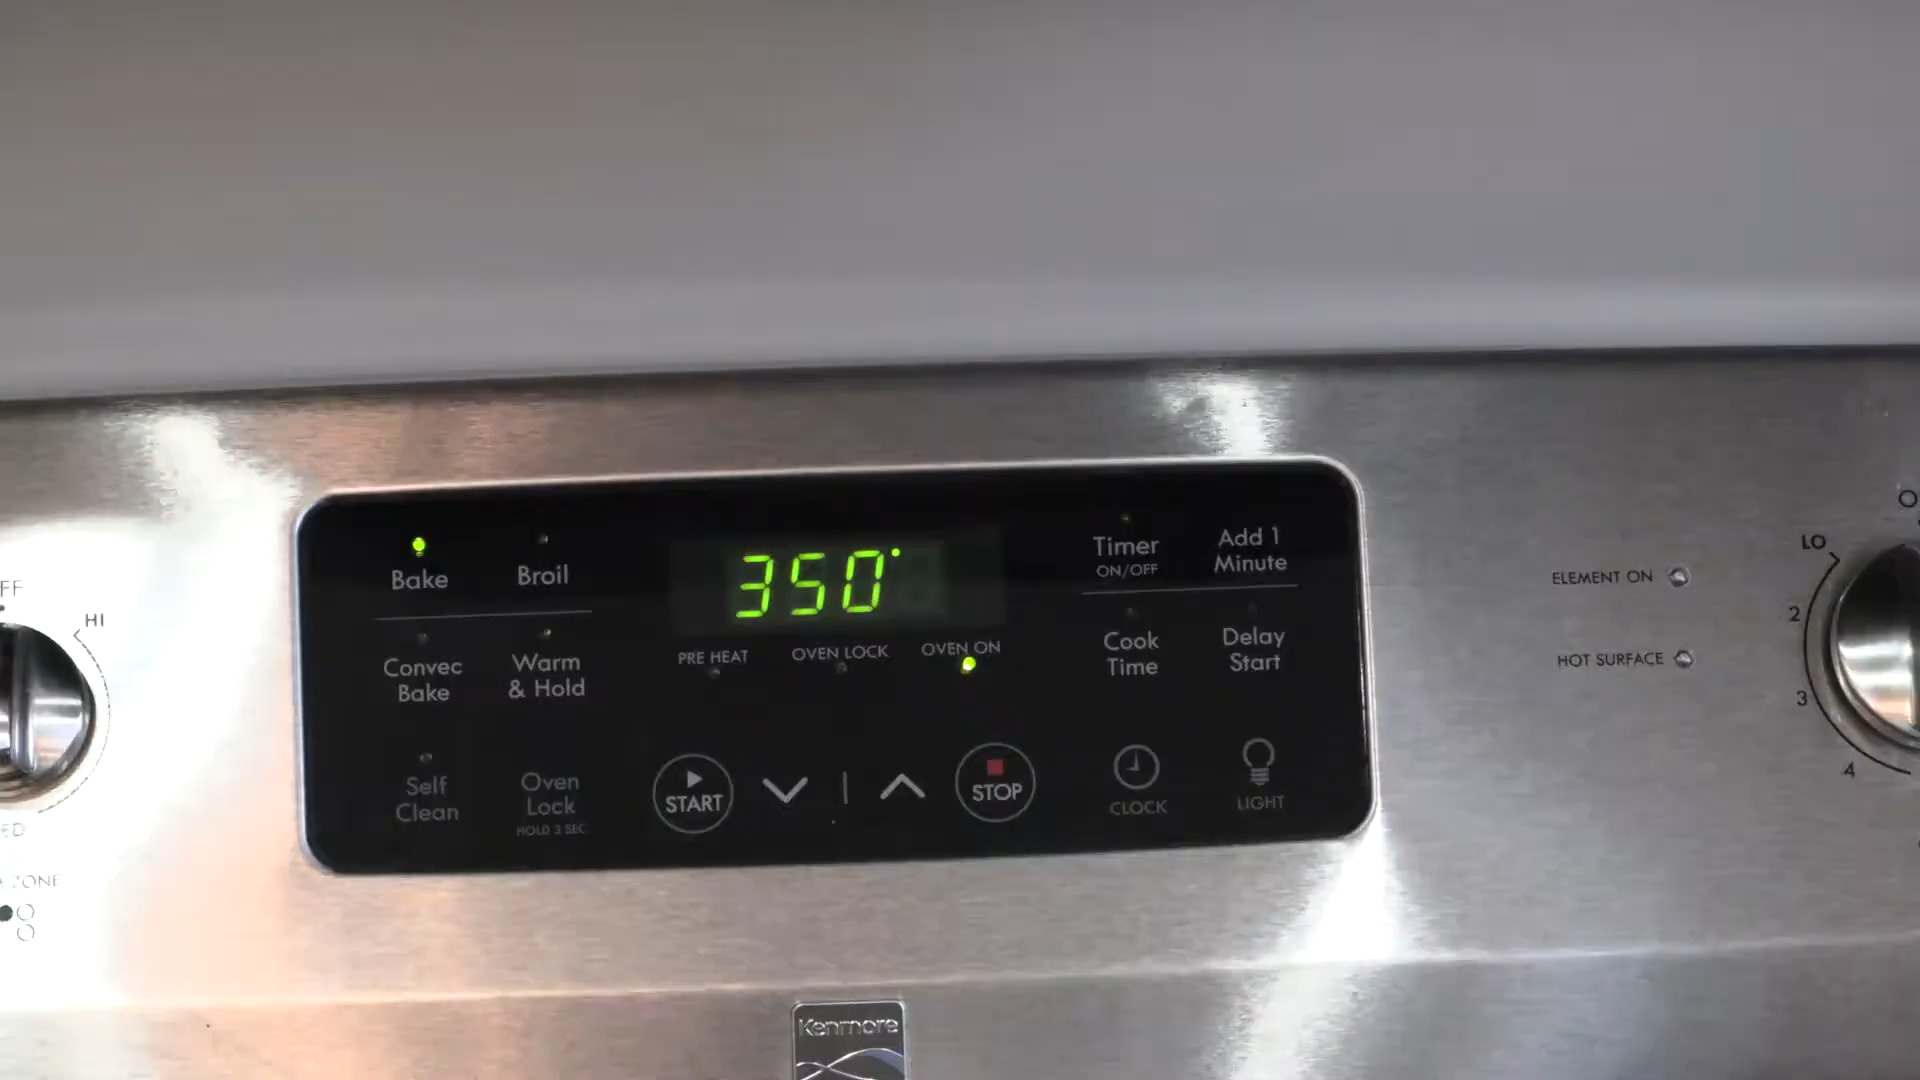 350°
Bake
Broil
PRE HEAT
OVEN LOCK
OVEN ON
Timer
ON/OFF
Add 1
Minute
Convec
Bake
Warm
& Hold
Cook
Time
Delay
Start
Self
Clean
Oven
Lock
HOLD 3 SEC
START
STOP
CLOCK
LIGHT
HI
ELEMENT ON
HOT SURFACE
LO
2
3
4
ZONE
Kenmore